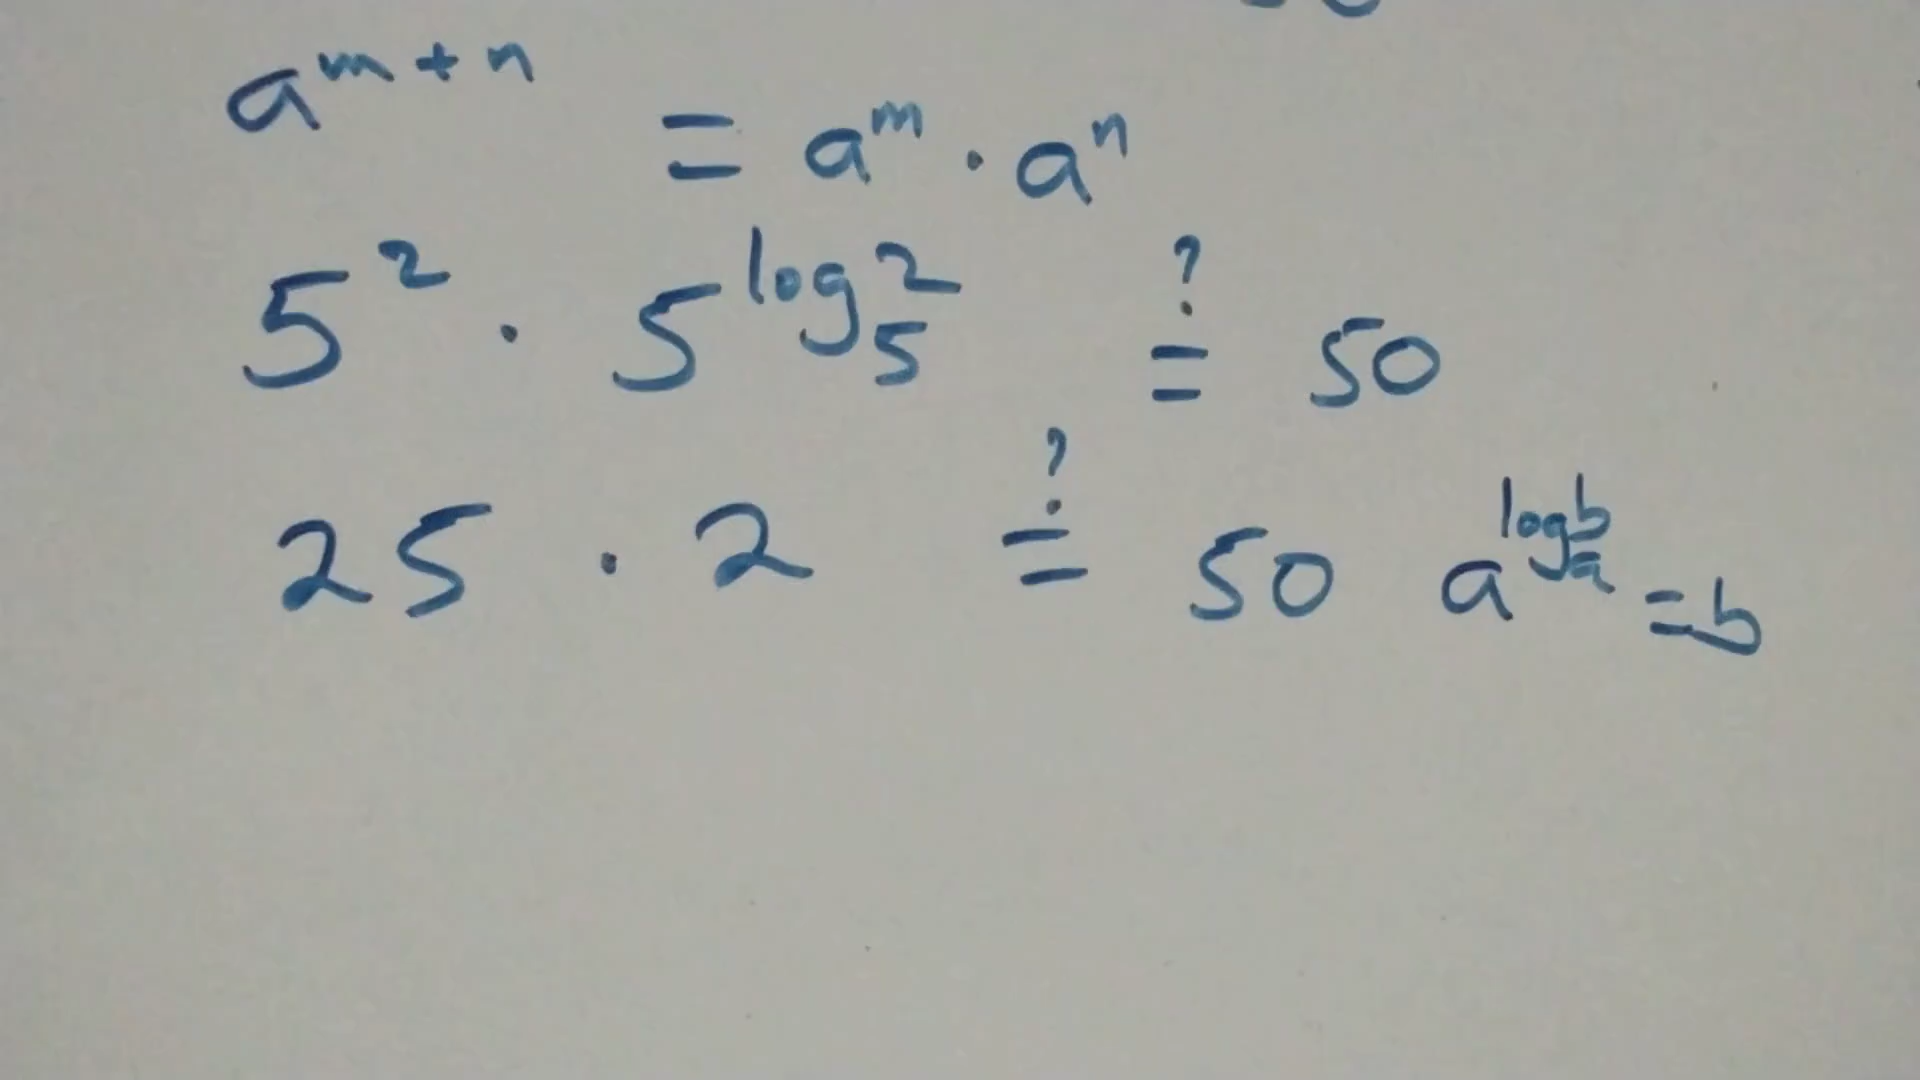 a^{m+n} = a^m · a^n
5^2 · 5^{log_5 2} ?= 50
25 · 2 ?= 50 a^{log_a b} = b